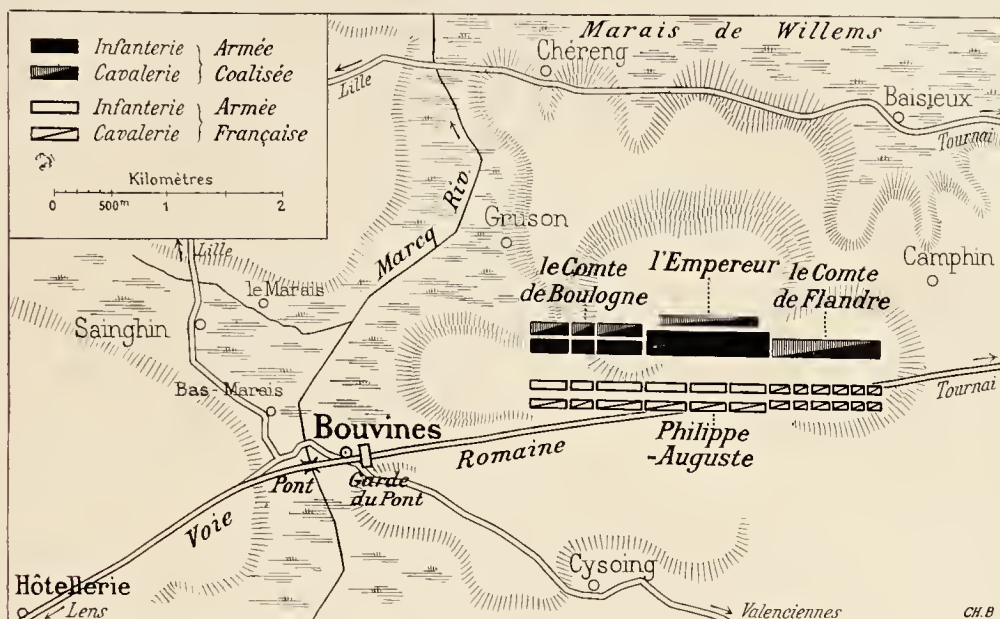 Infanterie } Armée
Cavalerie } Coalisée
Infanterie } Armée
Cavalerie } Française
Kilomètres
0 500m 1 2
Marais de Willems
Chéreng
Lille
Baisieux
Tournai
Riv.
Marcq
Gruson
Camphin
le Comte
de Boulogne
l'Empereur
le Comte
de Flandre
Lille
le Marais
Sainghin
Bas-Marais
Tournai
Bouvines
Philippe
-Auguste
Romaine
Pont
Garde
du Pont
Voie
Cysoing
Hôtellerie
Lens
Valenciennes
CH.B